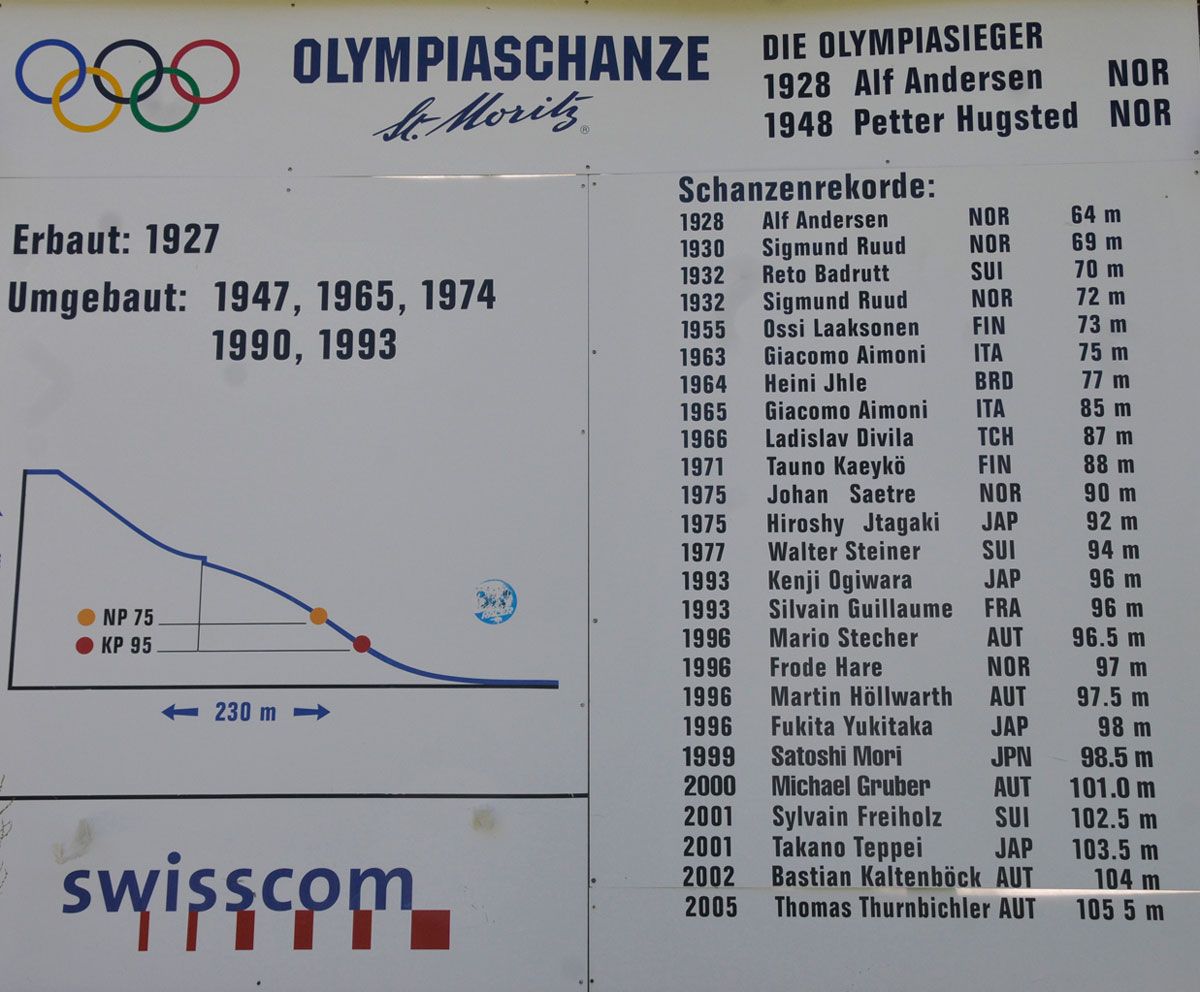 OLYMPIASCHANZE
St. Moritz®
DIE OLYMPIASIEGER
1928 Alf Andersen NOR
1948 Petter Hugsted NOR
Erbaut: 1927
Umgebaut: 1947, 1965, 1974
1990, 1993
NP 75
KP 95
230 m
swisscom
Schanzenrekorde:
1928 Alf Andersen NOR 64 m
1930 Sigmund Ruud NOR 69 m
1932 Reto Badrutt SUI 70 m
1932 Sigmund Ruud NOR 72 m
1955 Ossi Laaksonen FIN 73 m
1963 Giacomo Aimoni ITA 75 m
1964 Heini Jhle BRD 77 m
1965 Giacomo Aimoni ITA 85 m
1966 Ladislav Divila TCH 87 m
1971 Tauno Kaeykö FIN 88 m
1975 Johan Saetre NOR 90 m
1975 Hiroshy Jtagaki JAP 92 m
1977 Walter Steiner SUI 94 m
1993 Kenji Ogiwara JAP 96 m
1993 Silvain Guillaume FRA 96 m
1996 Mario Stecher AUT 96.5 m
1996 Frode Hare NOR 97 m
1996 Martin Höllwarth AUT 97.5 m
1996 Fukita Yukitaka JAP 98 m
1999 Satoshi Mori JPN 98.5 m
2000 Michael Gruber AUT 101.0 m
2001 Sylvain Freiholz SUI 102.5 m
2001 Takano Teppei JAP 103.5 m
2002 Bastian Kaltenböck AUT 104 m
2005 Thomas Thurnbichler AUT 105 5 m